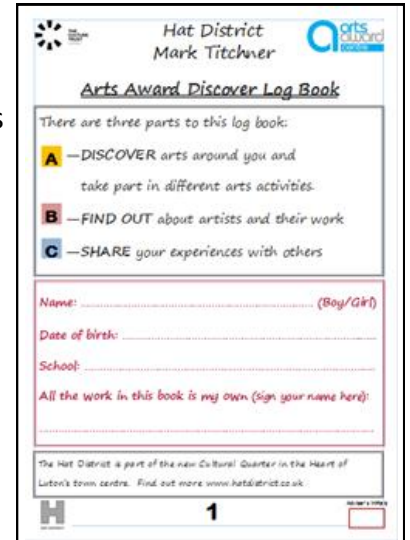 s
THE CULTURE TRUST
Hat District
Mark Titchner
arts award centre
Arts Award Discover Log Book
There are three parts to this log book:
A —DISCOVER arts around you and
take part in different arts activities.
B —FIND OUT about artists and their work
C —SHARE your experiences with others
Name: (Boy/Girl)
Date of birth:
School:
All the work in this book is my own (sign your name here):
The Hat District is part of the new Cultural Quarter in the Heart of
Luton's town centre. Find out more www.hatdistrict.co.uk
H
1